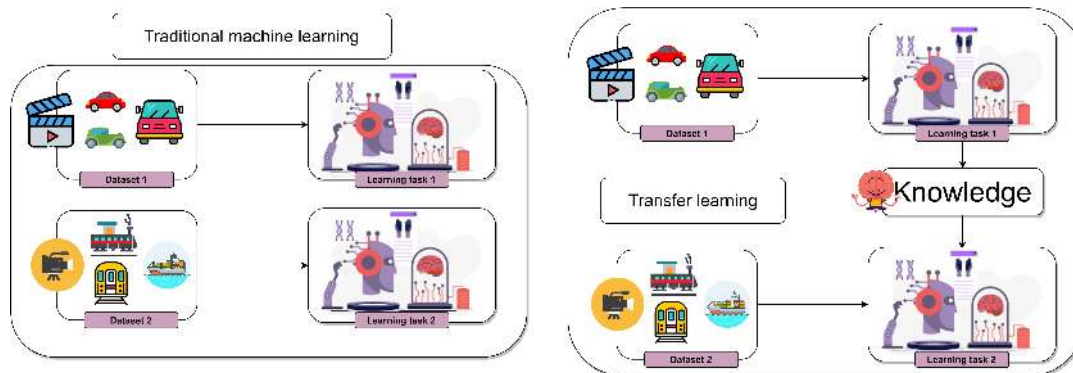 Traditional machine learning
Dataset 1
Learning task 1
Dataset 2
Learning task 2
Dataset 1
Learning task 1
Knowledge
Transfer learning
Dataset 2
Learning task 2